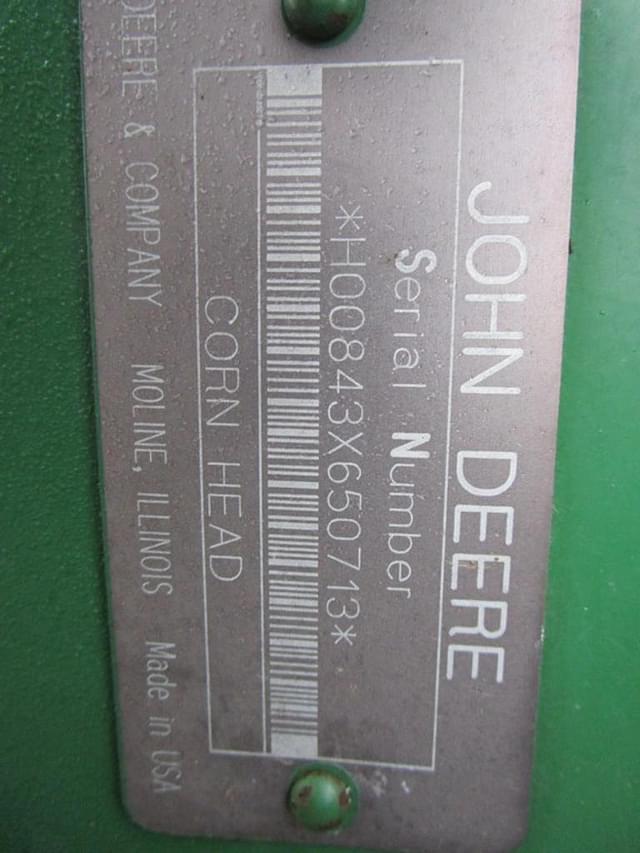 JOHN DEERE
Serial Number
*H00843X650713*
CORN HEAD
DEERE & COMPANY MOLINE, ILLINOIS Made in USA